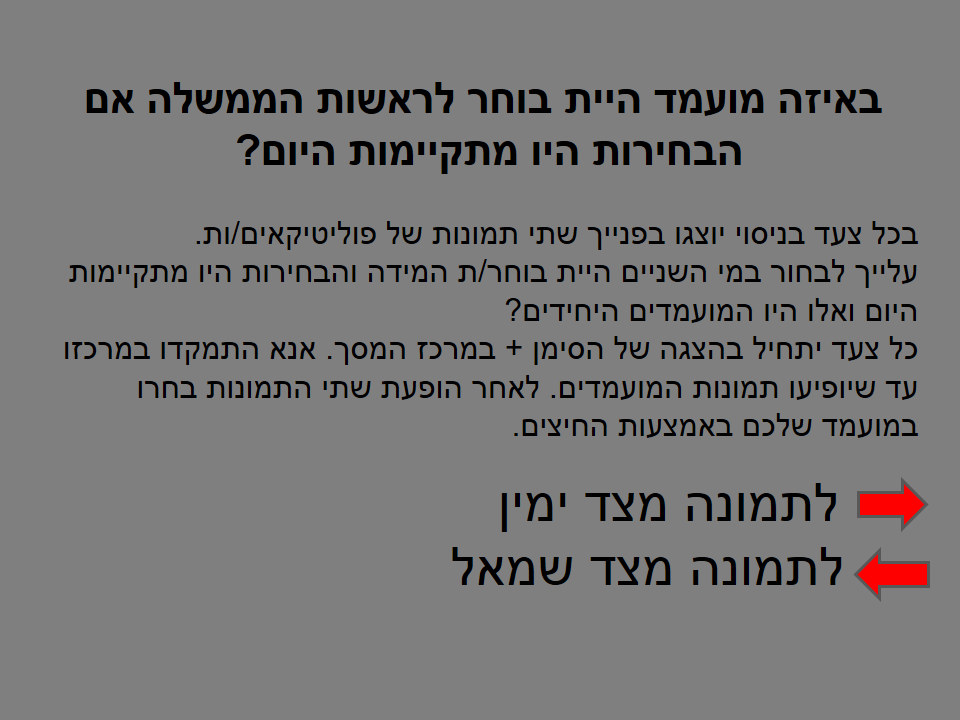 באיזה מועמד היית בוחר לראשות הממשלה אם
הבחירות היו מתקיימות היום?
בכל צעד בניסוי יוצגו בפנייך שתי תמונות של פוליטיקאים/ות.
עלייך לבחור במי השניים היית בוחר/ת המידה והבחירות היו מתקיימות
היום ואלו היו המועמדים היחידים?
כל צעד יתחיל בהצגה של הסימן + במרכז המסך. אנא התמקדו במרכזו
עד שיופיעו תמונות המועמדים. לאחר הופעת שתי התמונות בחרו
במועמד שלכם באמצעות החיצים.
לתמונה מצד ימין
לתמונה מצד שמאל